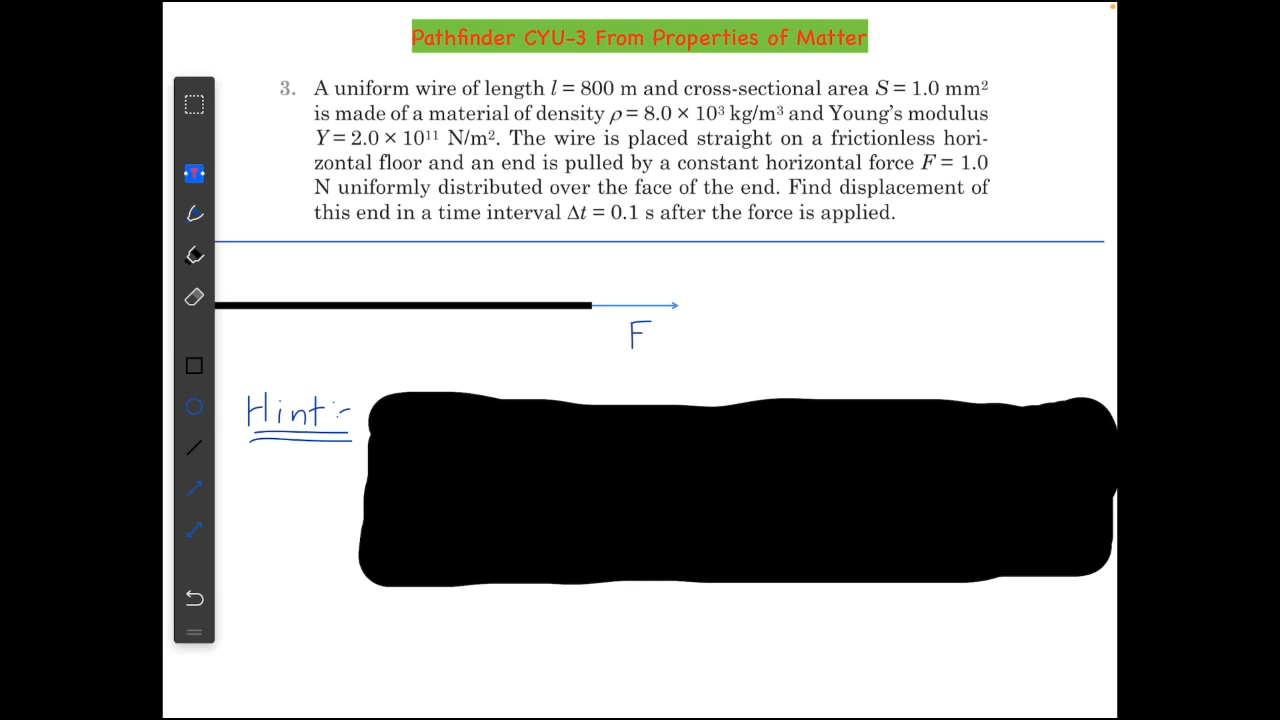 Pathfinder CYU-3 From Properties of Matter
3. A uniform wire of length l = 800 m and cross-sectional area S = 1.0 mm²
is made of a material of density ρ = 8.0 × 10³ kg/m³ and Young's modulus
Y = 2.0 × 10¹¹ N/m². The wire is placed straight on a frictionless hori-
zontal floor and an end is pulled by a constant horizontal force F = 1.0
N uniformly distributed over the face of the end. Find displacement of
this end in a time interval Δt = 0.1 s after the force is applied.
F
Hint :-